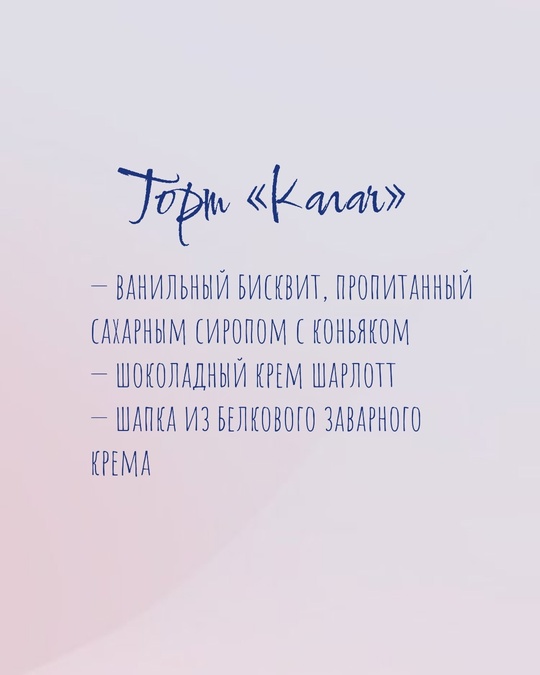 Торт «Калач»
– ВАНИЛЬНЫЙ БИСКВИТ, ПРОПИТАННЫЙ
САХАРНЫМ СИРОПОМ С КОНЬЯКОМ
– ШОКОЛАДНЫЙ КРЕМ ШАРЛОТТ
– ШАПКА ИЗ БЕЛКОВОГО ЗАВАРНОГО
КРЕМА